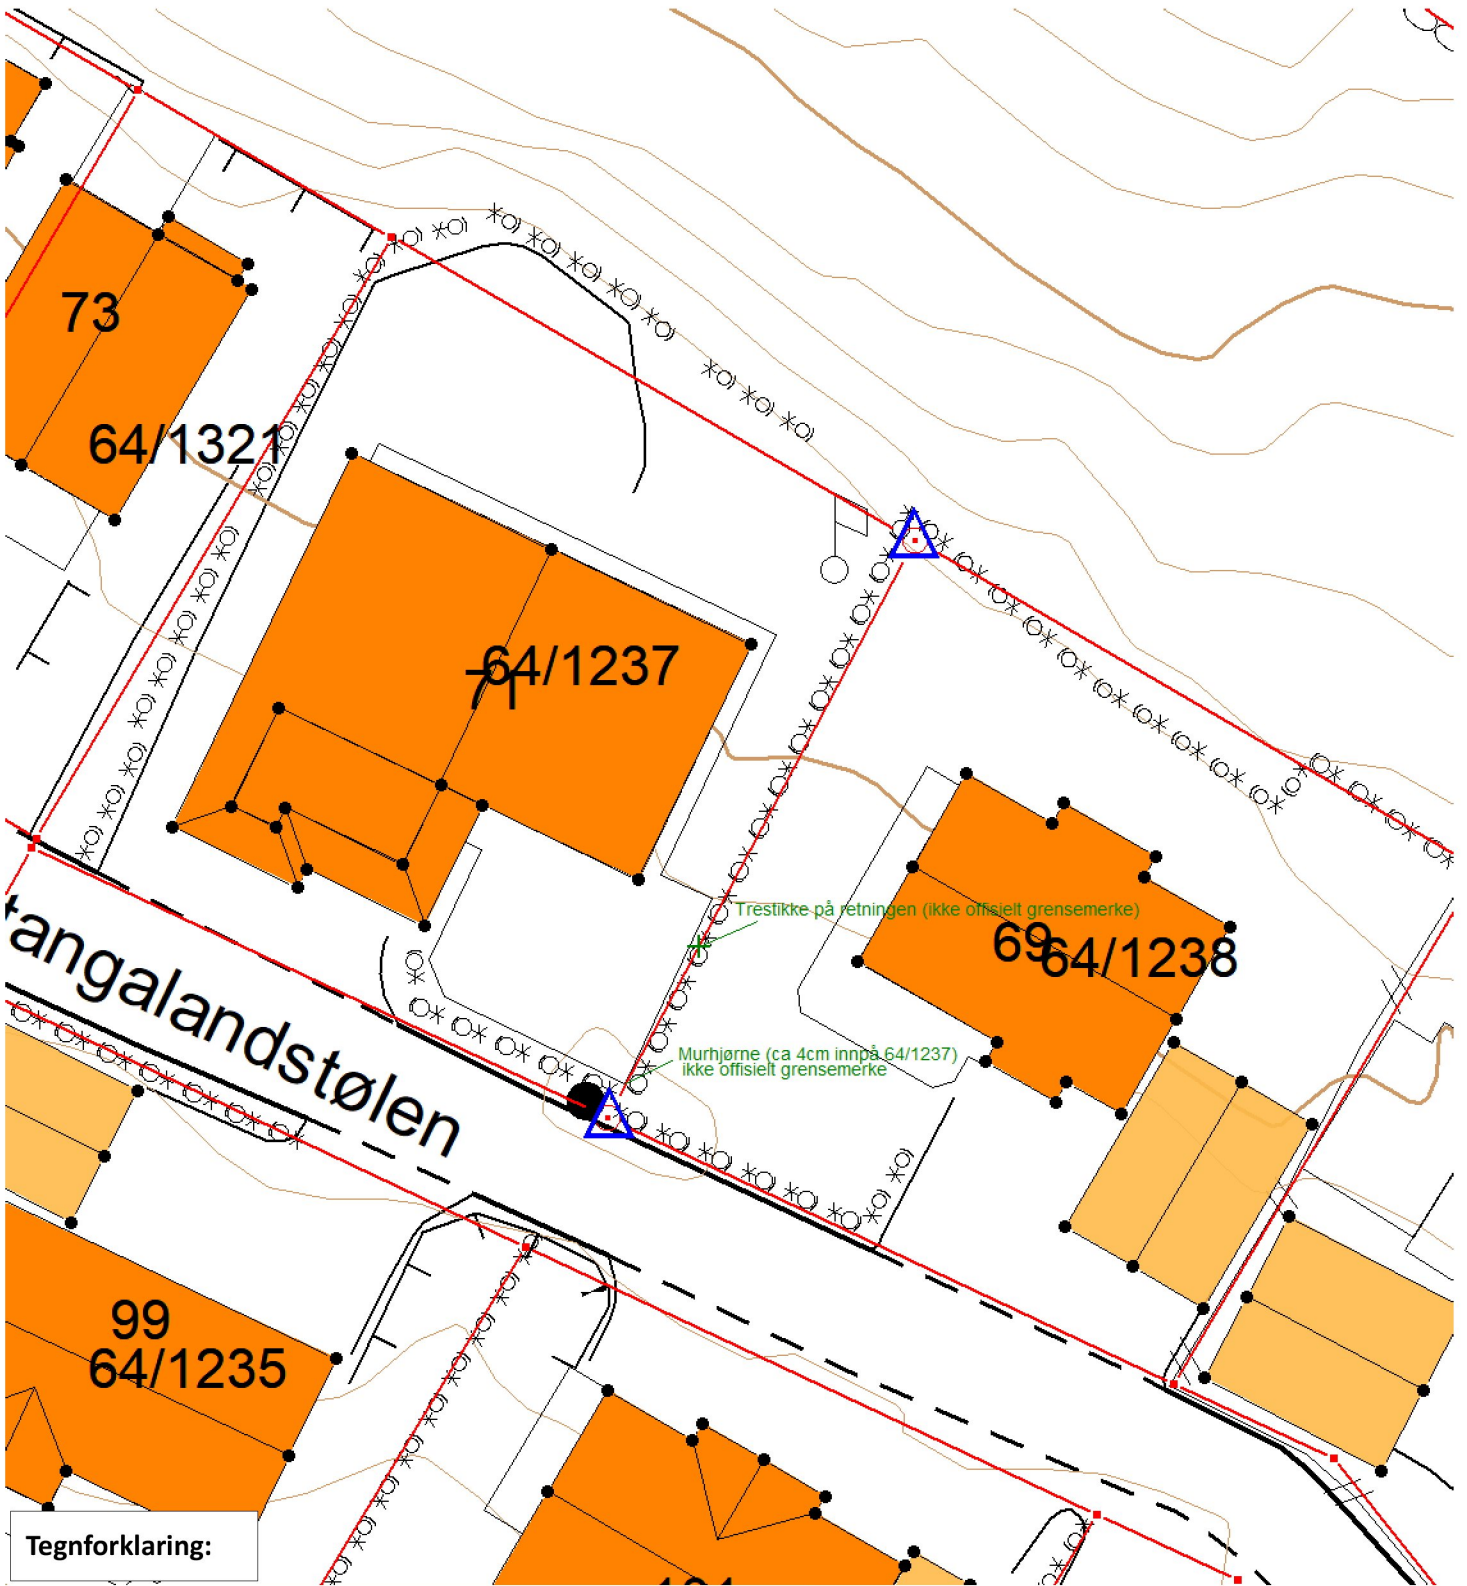 73
64/1321
64/1237
71
Trestikke på retningen (ikke offisielt grensemerke)
69
64/1238
tangalandstølen
Murhjørne (ca 4cm innpå 64/1237)
ikke offisielt grensemerke
99
64/1235
Tegnforklaring: